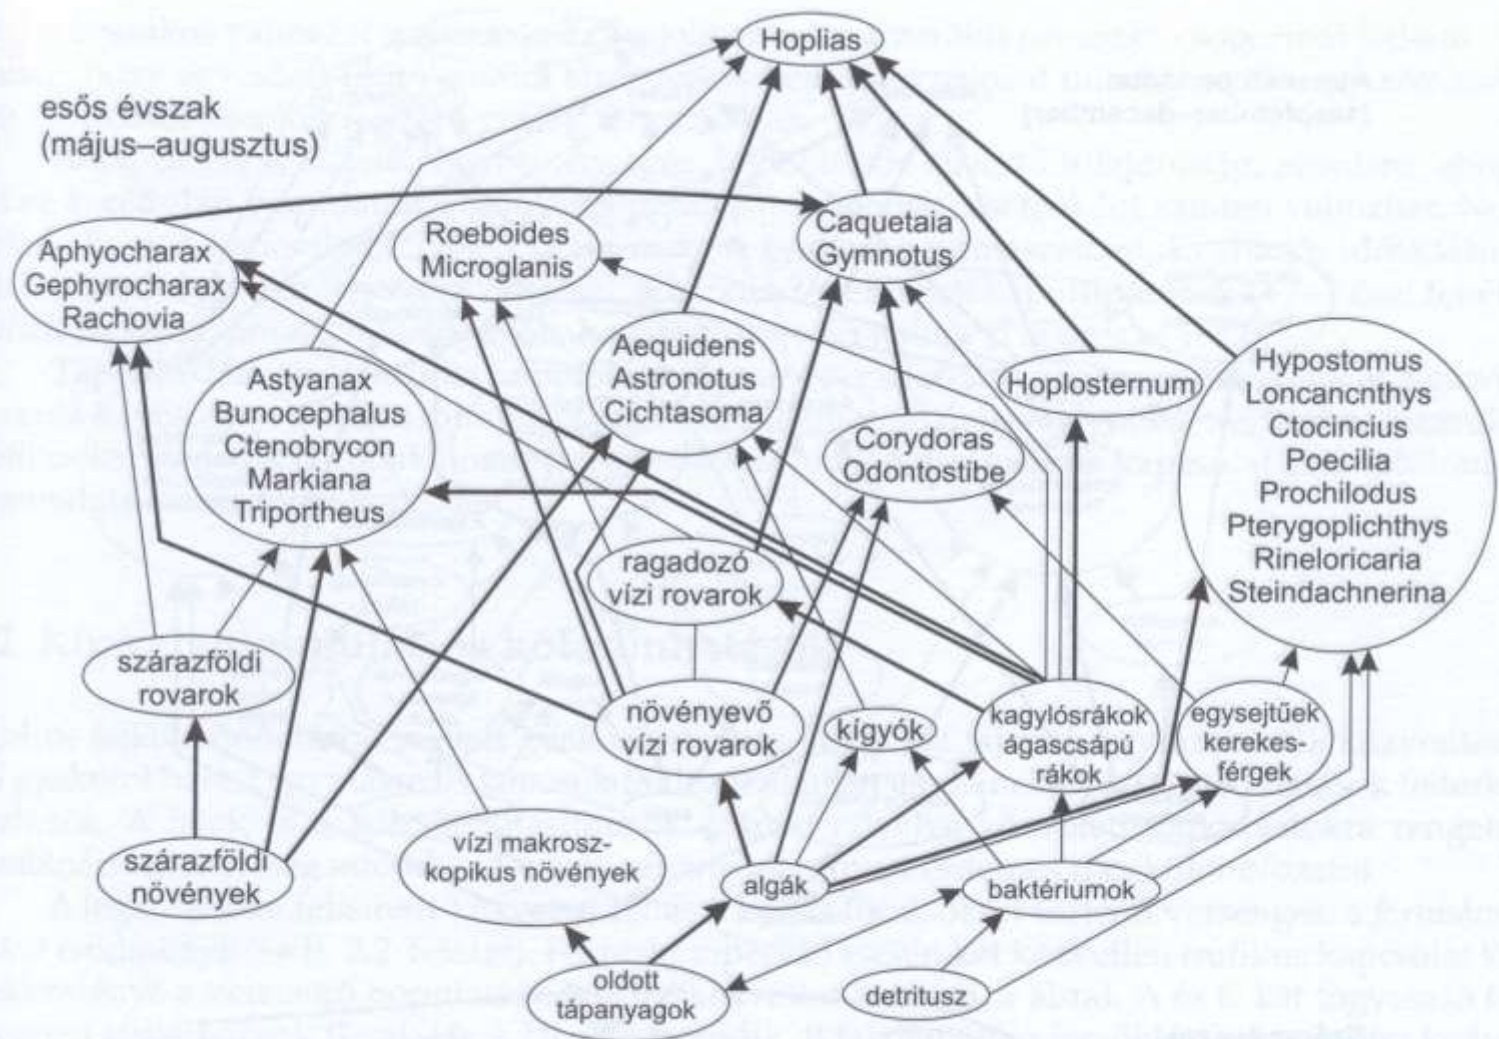 Hoplias
esős évszak
(május–augusztus)
Aphyocharax
Gephyrocharax
Rachovia
Roeboides
Microglanis
Caquetaia
Gymnotus
Astyanax
Bunocephalus
Ctenobrycon
Markiana
Triportheus
Aequidens
Astronotus
Cichtasoma
Hoplosternum
Corydoras
Odontostibe
Hypostomus
Loncancnthys
Ctocincius
Poecilia
Prochilodus
Pterygoplichthys
Rineloricaria
Steindachnerina
ragadozó
vízi rovarok
szárazföldi
rovarok
növényevő
vízi rovarok
kígyók
kagylósrákok
ágascsápú
rákok
egysejtűek
kerekes-
férgek
szárazföldi
növények
vízi makrosz-
kopikus növények
algák
baktériumok
oldott
tápanyagok
detritusz